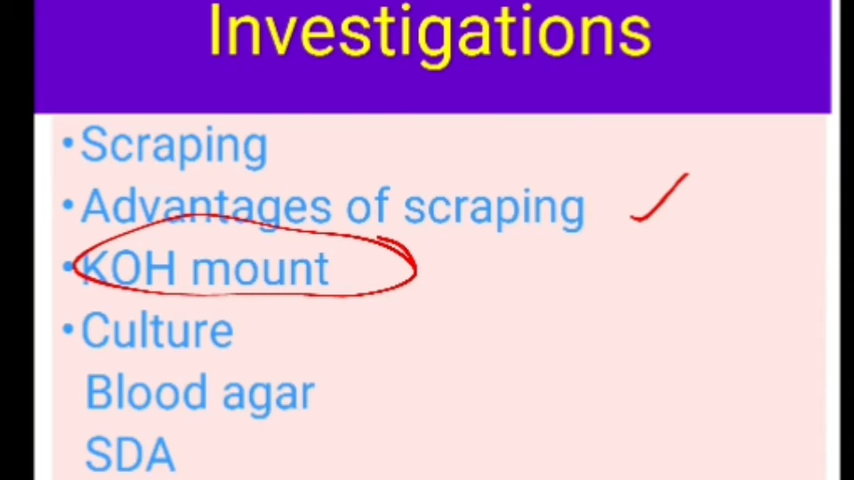 Investigations
•Scraping
•Advantages of scraping
•KOH mount
•Culture
Blood agar
SDA